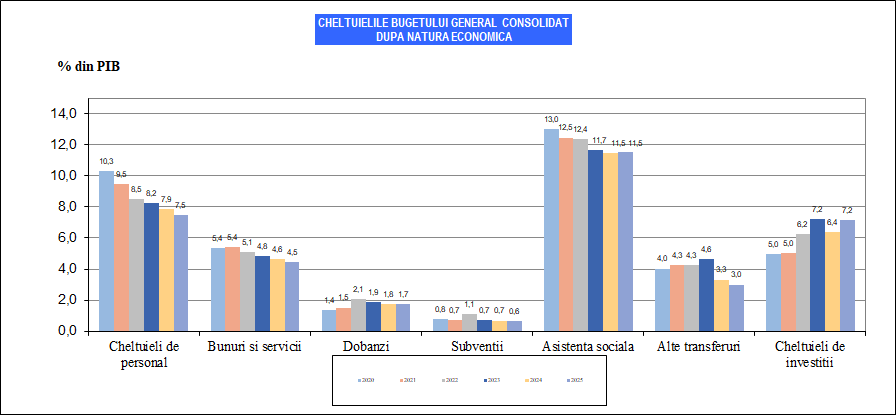 CHELTUIELILE BUGETULUI GENERAL CONSOLIDAT
DUPA NATURA ECONOMICA
% din PIB
14,0
12,0
10,0
8,0
6,0
4,0
2,0
0,0
10,3 9,5 8,5 8,2 7,9 7,5
5,4 5,4 5,1 4,8 4,6 4,5
1,4 1,5 2,1 1,9 1,8 1,7
0,8 0,7 1,1 0,7 0,7 0,6
13,0 12,5 12,4 11,7 11,5 11,5
4,0 4,3 4,3 4,6 3,3 3,0
5,0 5,0 6,2 7,2 6,4 7,2
Cheltuieli de personal
Bunuri si servicii
Dobanzi
Subventii
Asistenta sociala
Alte transferuri
Cheltuieli de investitii
2020 2021 2022 2023 2024 2025